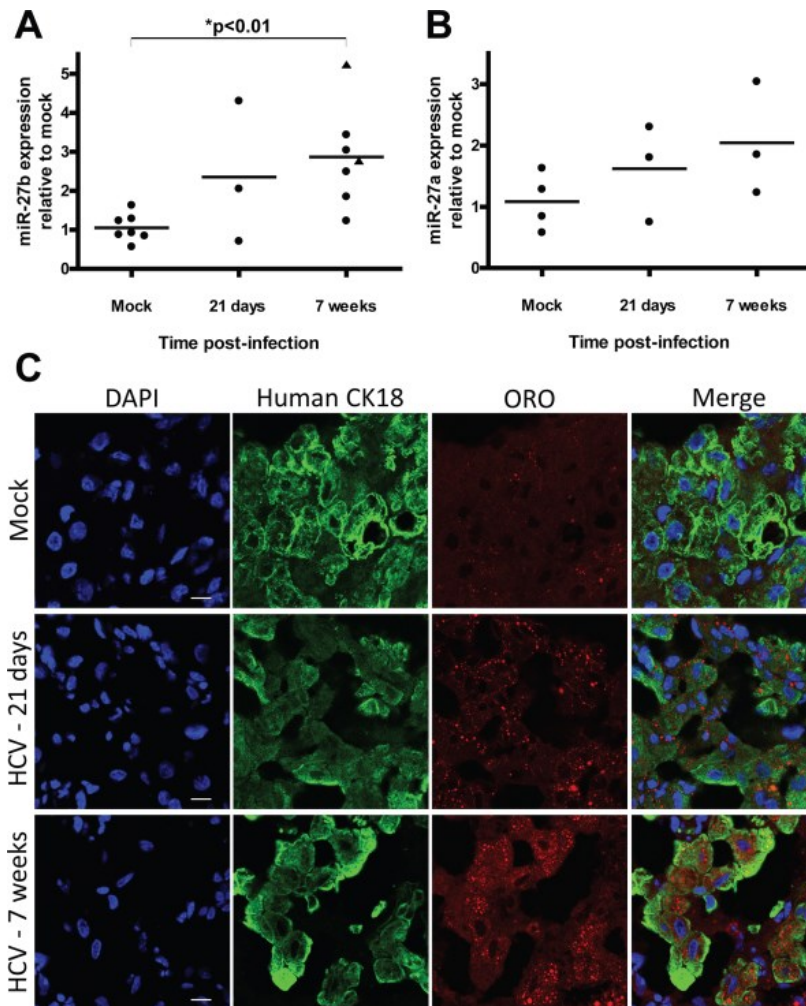 A
*p<0.01
miR-27b expression
relative to mock
5
4
3
2
1
0
Mock
21 days
7 weeks
Time post-infection
B
miR-27a expression
relative to mock
3
2
1
0
Mock
21 days
7 weeks
Time post-infection
C
DAPI
Human CK18
ORO
Merge
Mock
HCV - 21 days
HCV - 7 weeks